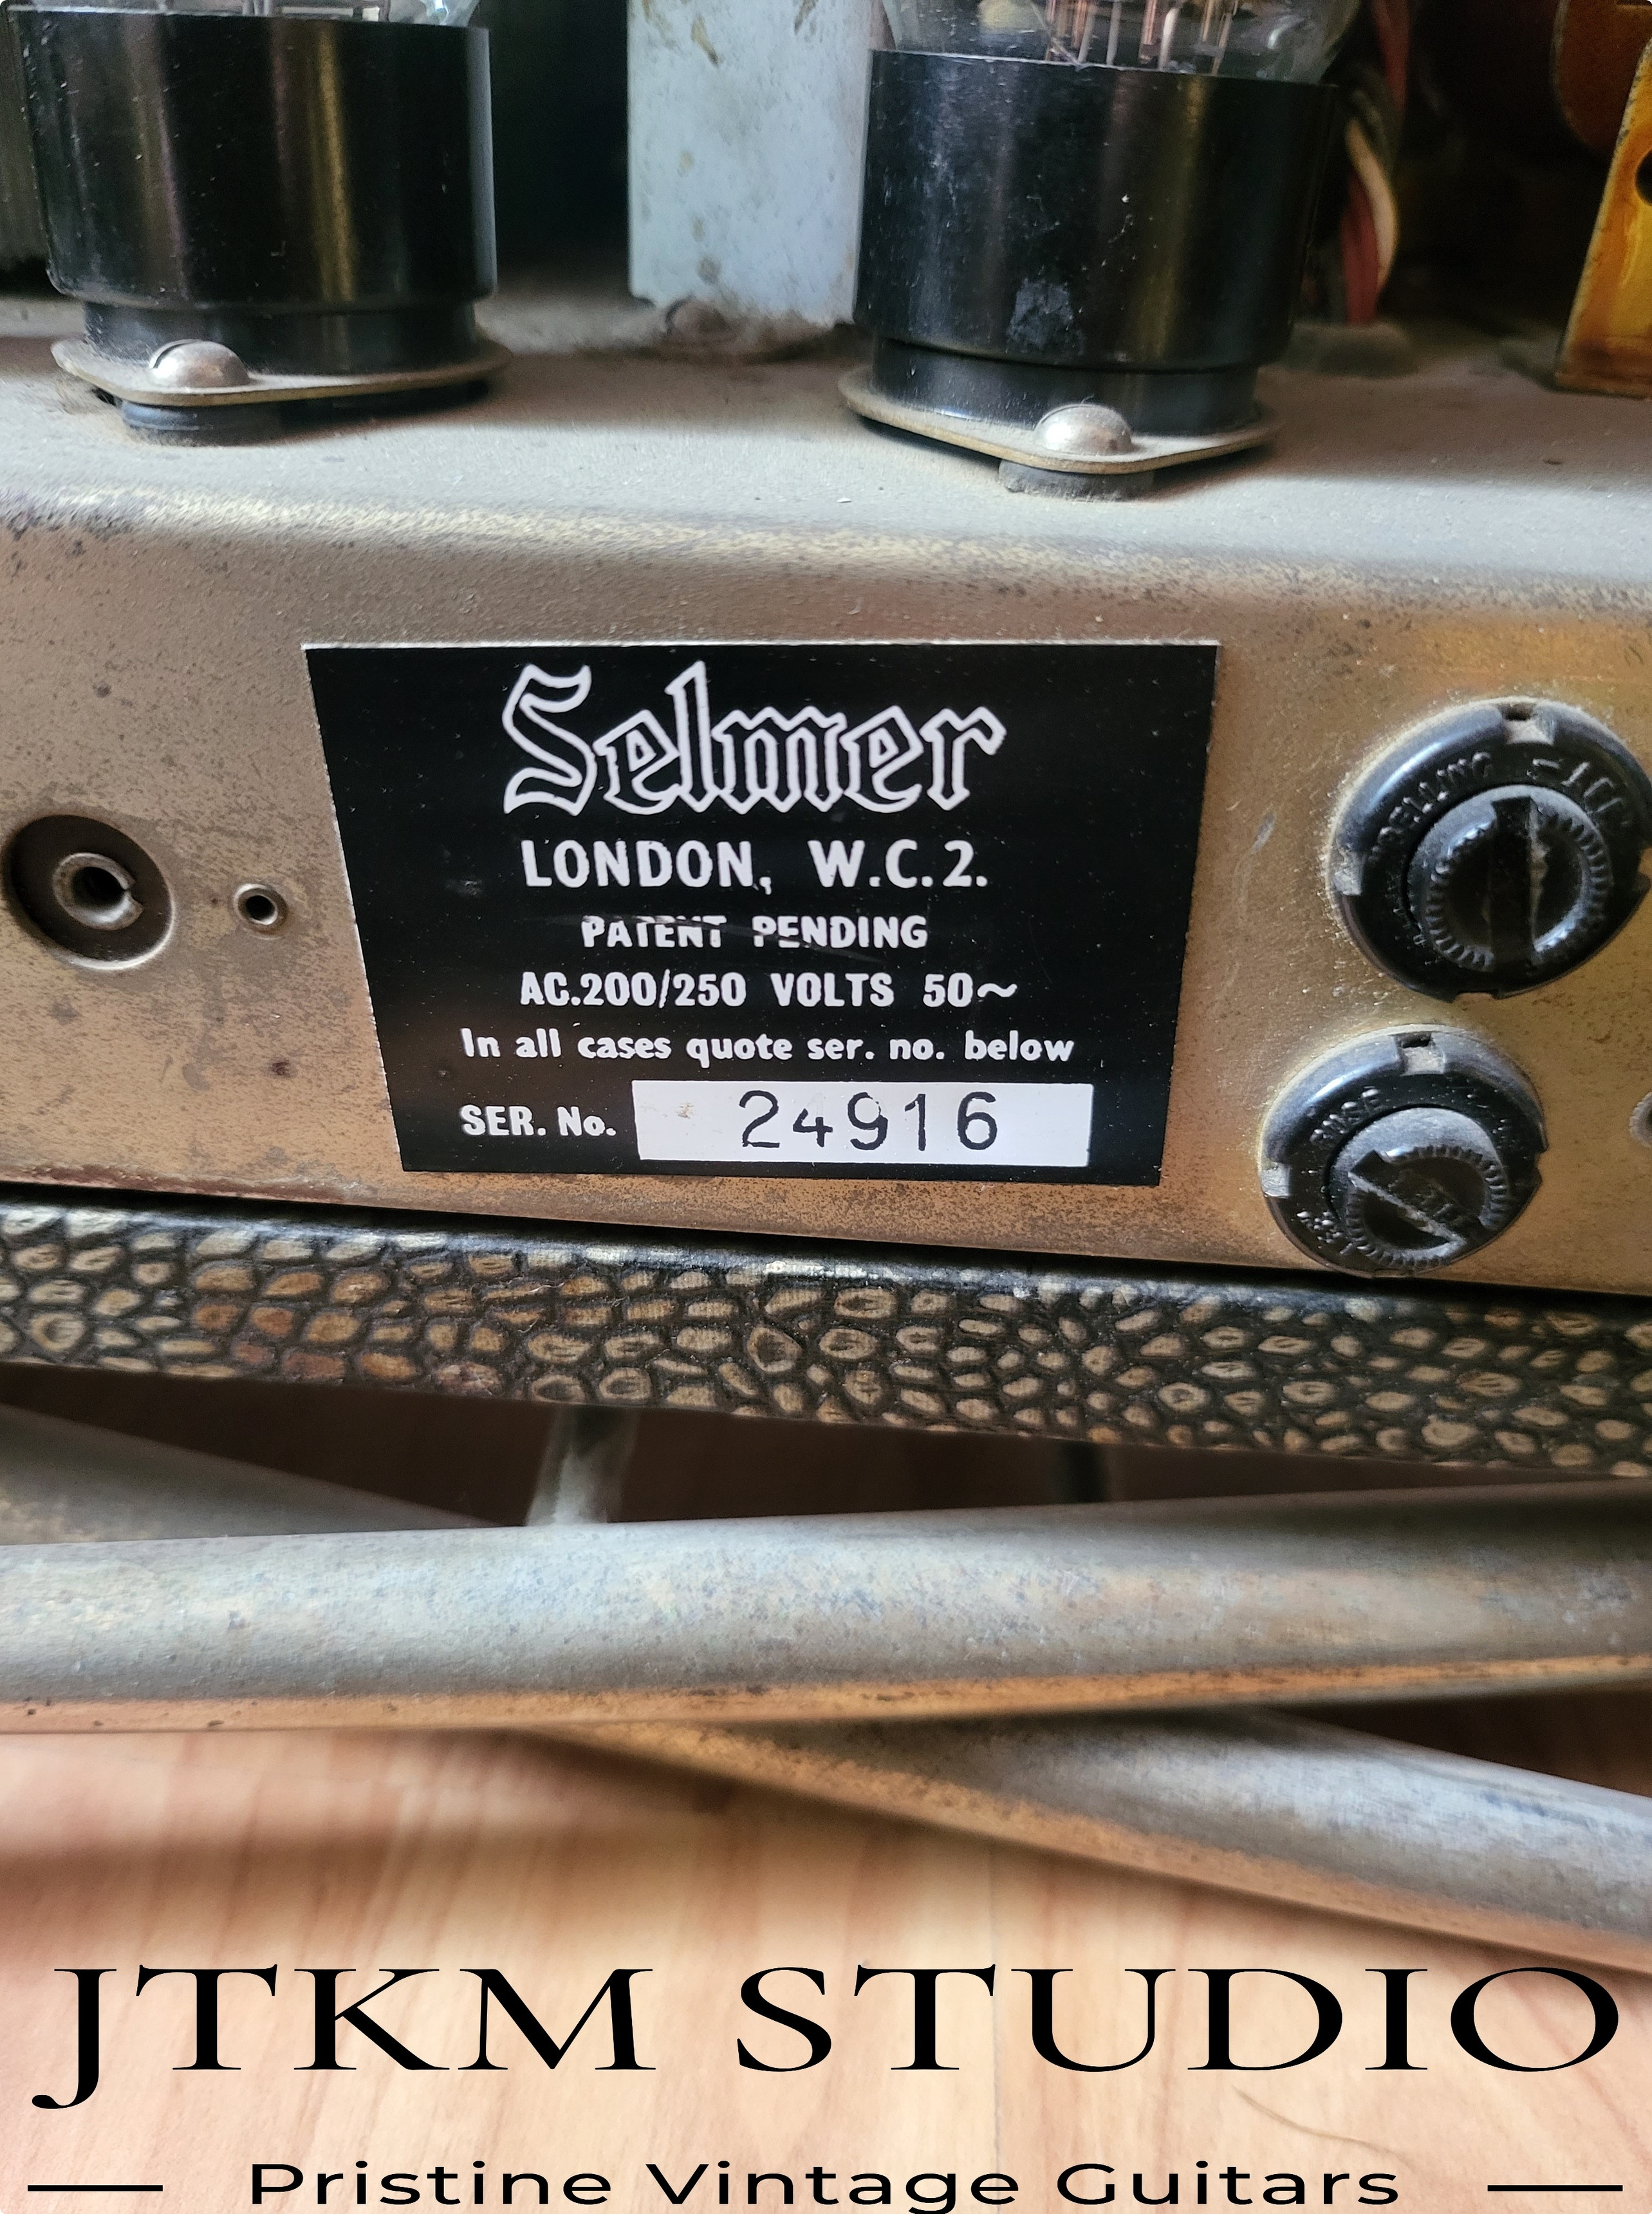 Selmer
LONDON, W.C.2.
PATENT PENDING
AC.200/250 VOLTS 50~
In all cases quote ser. no. below
SER. No. 24916
FUSE
JTKM STUDIO
Pristine Vintage Guitars